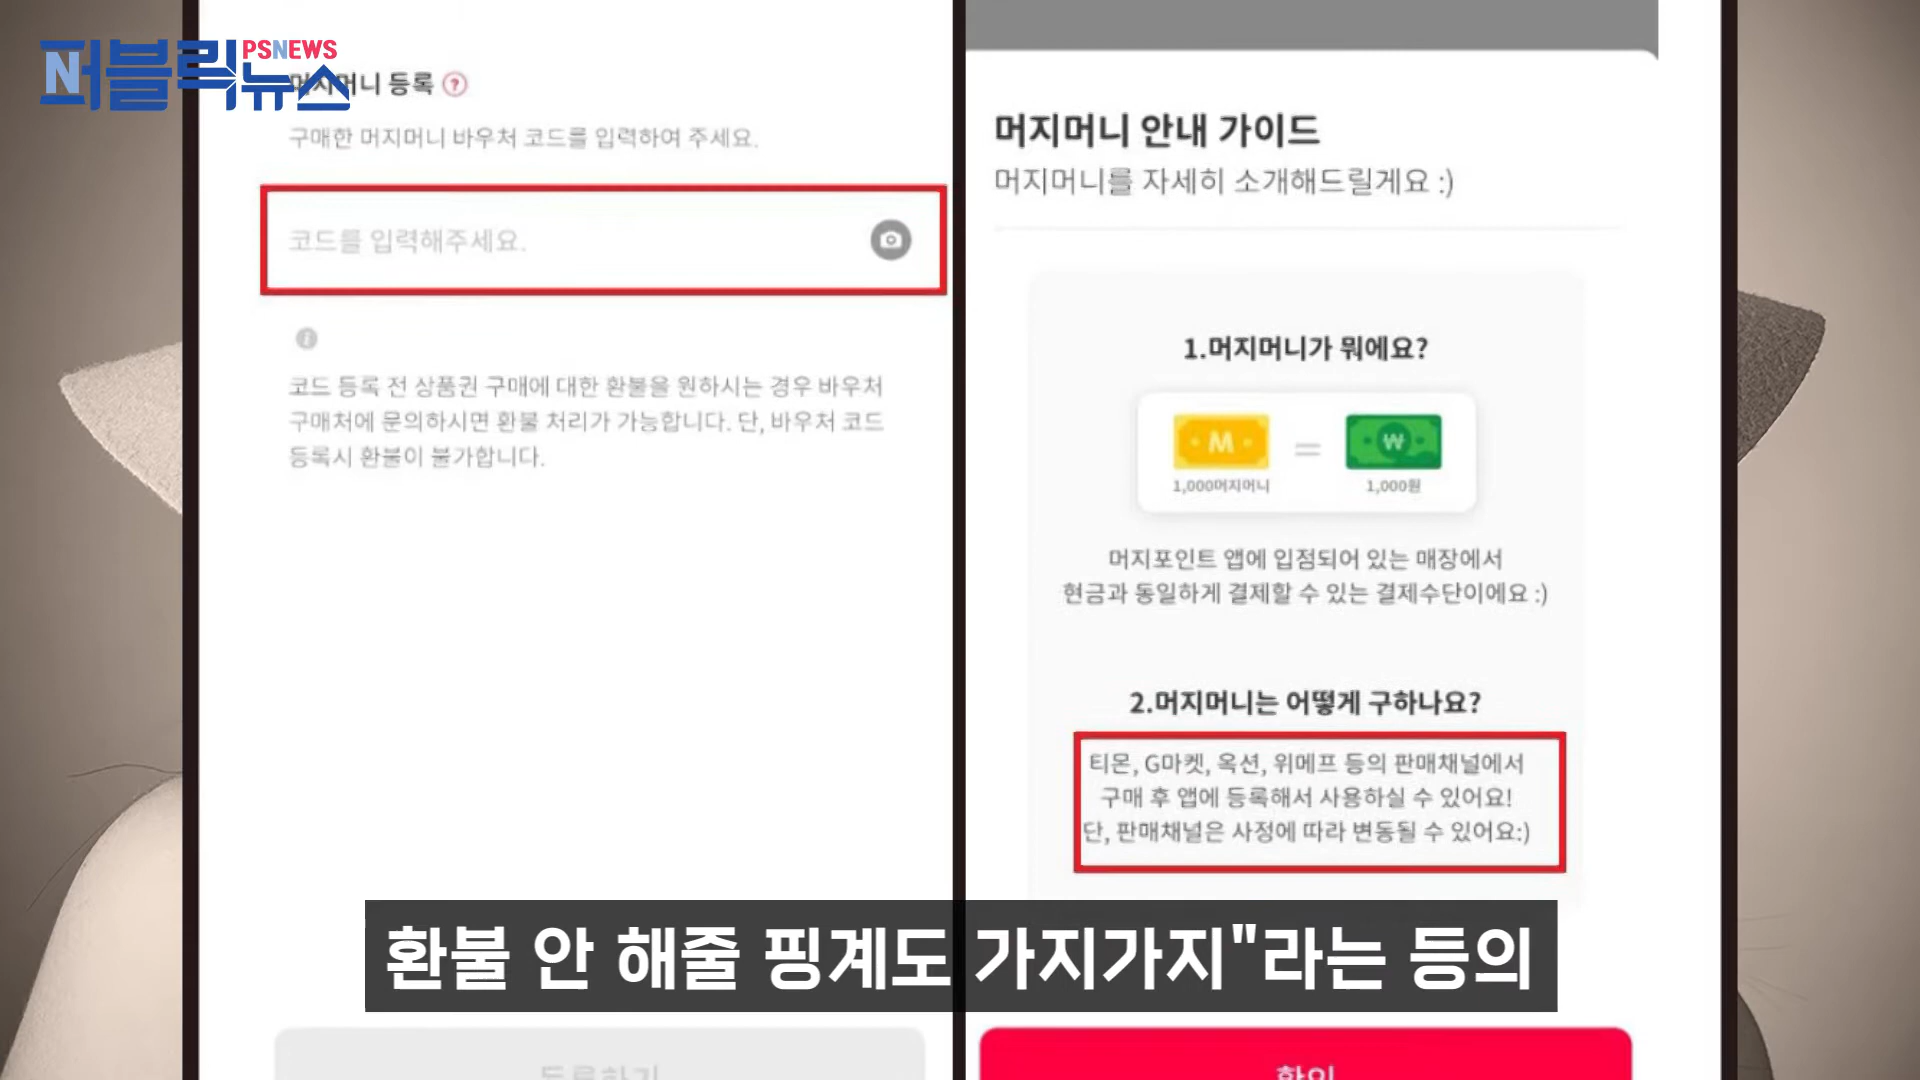 퍼블릭뉴스
PSNEWS
N
머지머니 등록 ?
구매한 머지머니 바우처 코드를 입력하여 주세요.
코드를 입력해주세요.
코드 등록 전 상품권 구매에 대한 환불을 원하시는 경우 바우처
구매처에 문의하시면 환불 처리가 가능합니다. 단, 바우처 코드
등록시 환불이 불가합니다.
등록하기
머지머니 안내 가이드
머지머니를 자세히 소개해드릴게요 :)
1.머지머니가 뭐에요?
M = ₩
1,000머지머니 1,000원
머지포인트 앱에 입점되어 있는 매장에서
현금과 동일하게 결제할 수 있는 결제수단이에요 :)
2.머지머니는 어떻게 구하나요?
티몬, G마켓, 옥션, 위메프 등의 판매채널에서
구매 후 앱에 등록해서 사용하실 수 있어요!
단, 판매채널은 사정에 따라 변동될 수 있어요:)
확인
환불 안 해줄 핑계도 가지가지"라는 등의